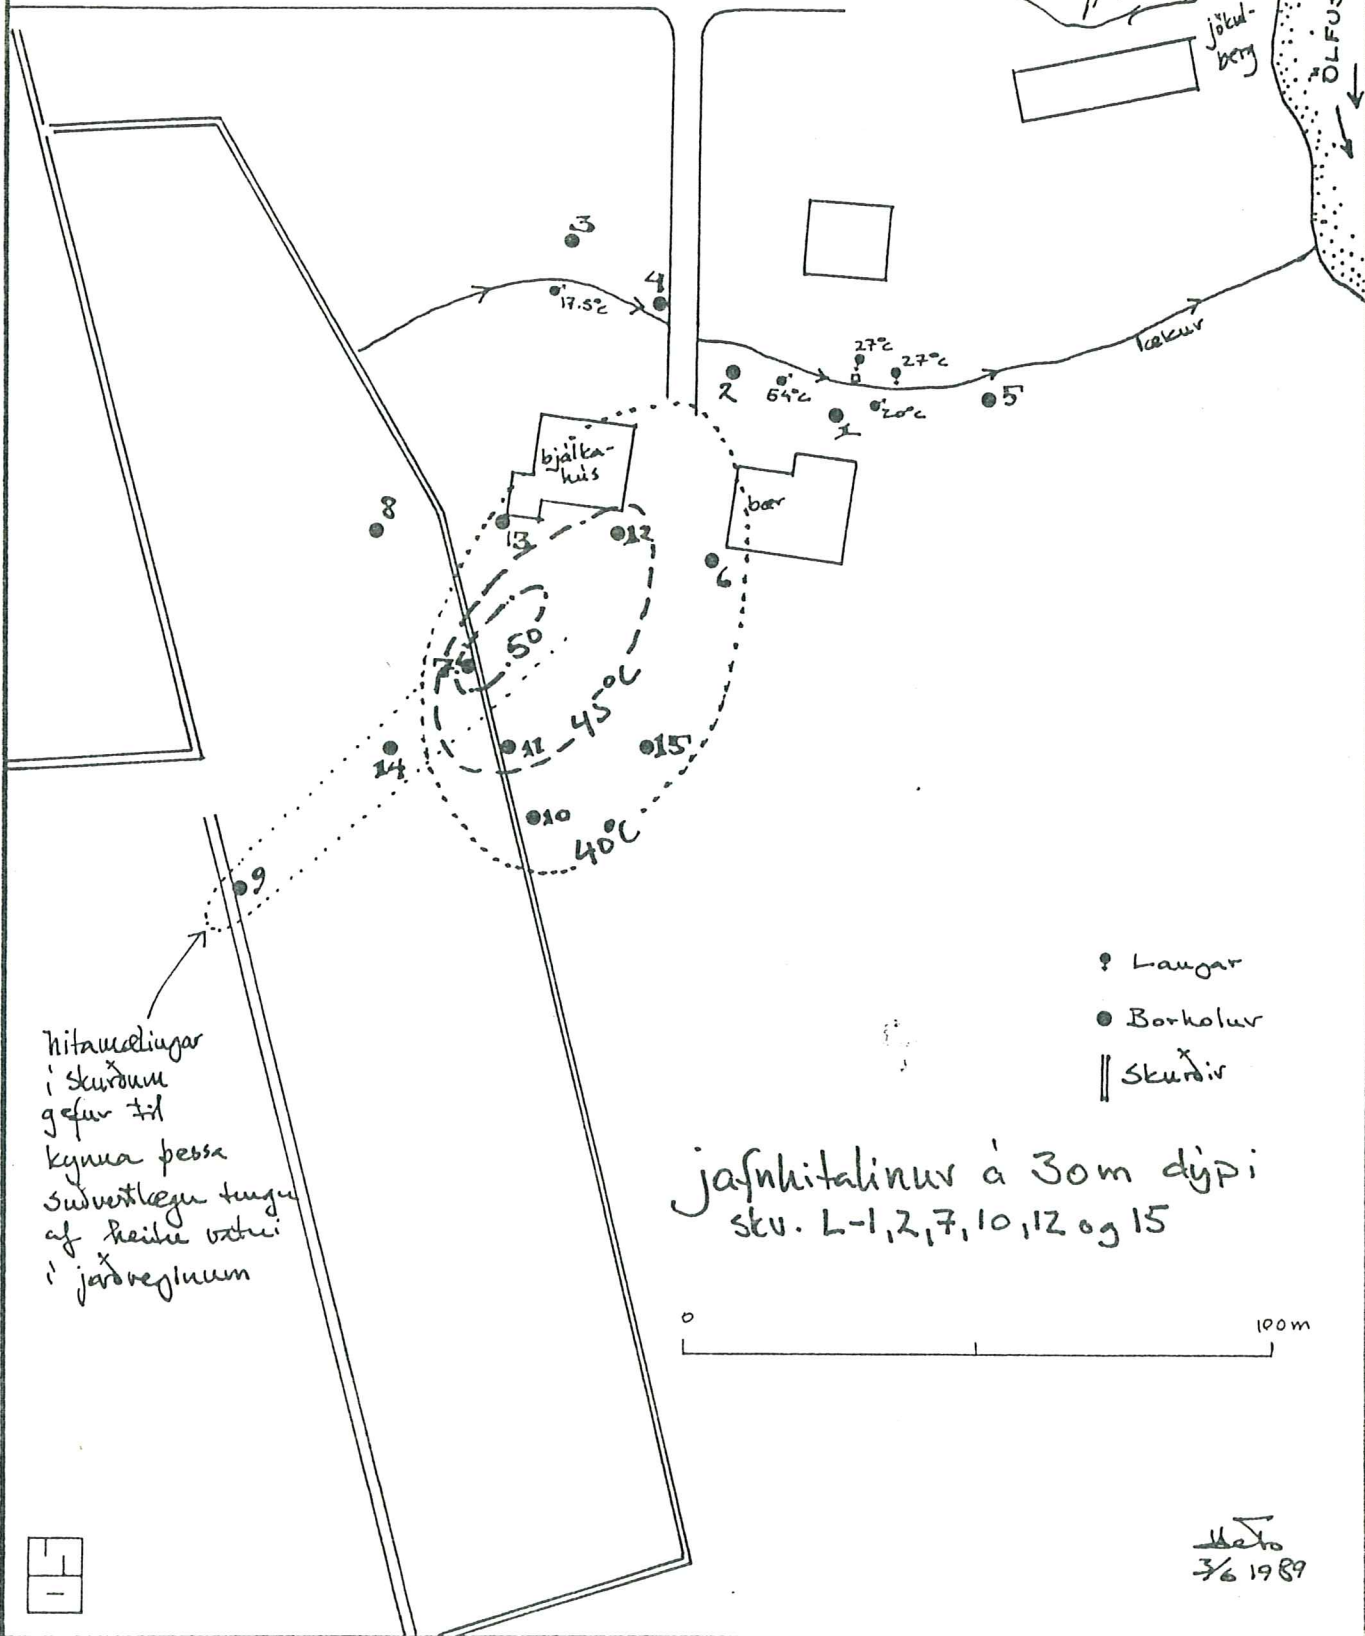 jökul-
berg
ÖLFUS
3
4
17.5°C
27°C
27°C
2
64°C
20°C
1
5
Lækur
bjálka-
hús
bær
8
13
12
6
7
50
45°C
11
15
14
10
40°C
9
Laugar
Borholur
Skurðir
hitamælingar
í skurðum
gefur til
kynna þessa
suðvestlægu tungu
af heitu vatni
í jarðveginum
jafnhitalínur á 30m dýpi
skv. L-1,2,7,10,12 og 15
0
100m
3/6 1989